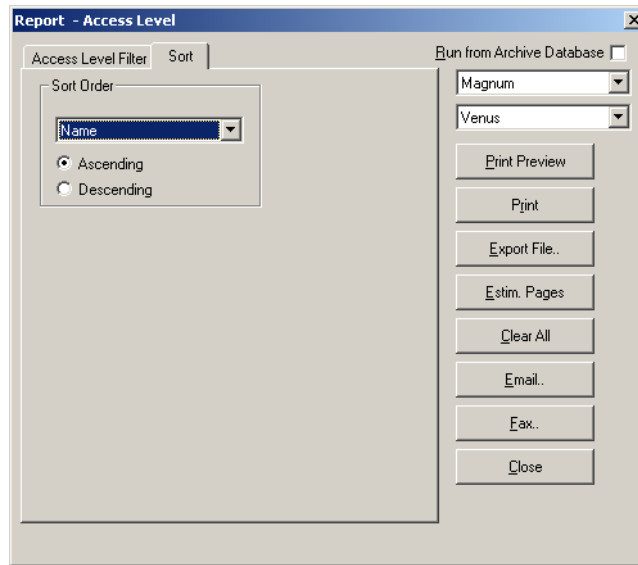 Report - Access Level
Access Level Filter
Sort
Run from Archive Database
Sort Order
Magnum
Name
Venus
Ascending
Descending
Print Preview
Print
Export File..
Estim. Pages
Clear All
Email..
Fax..
Close